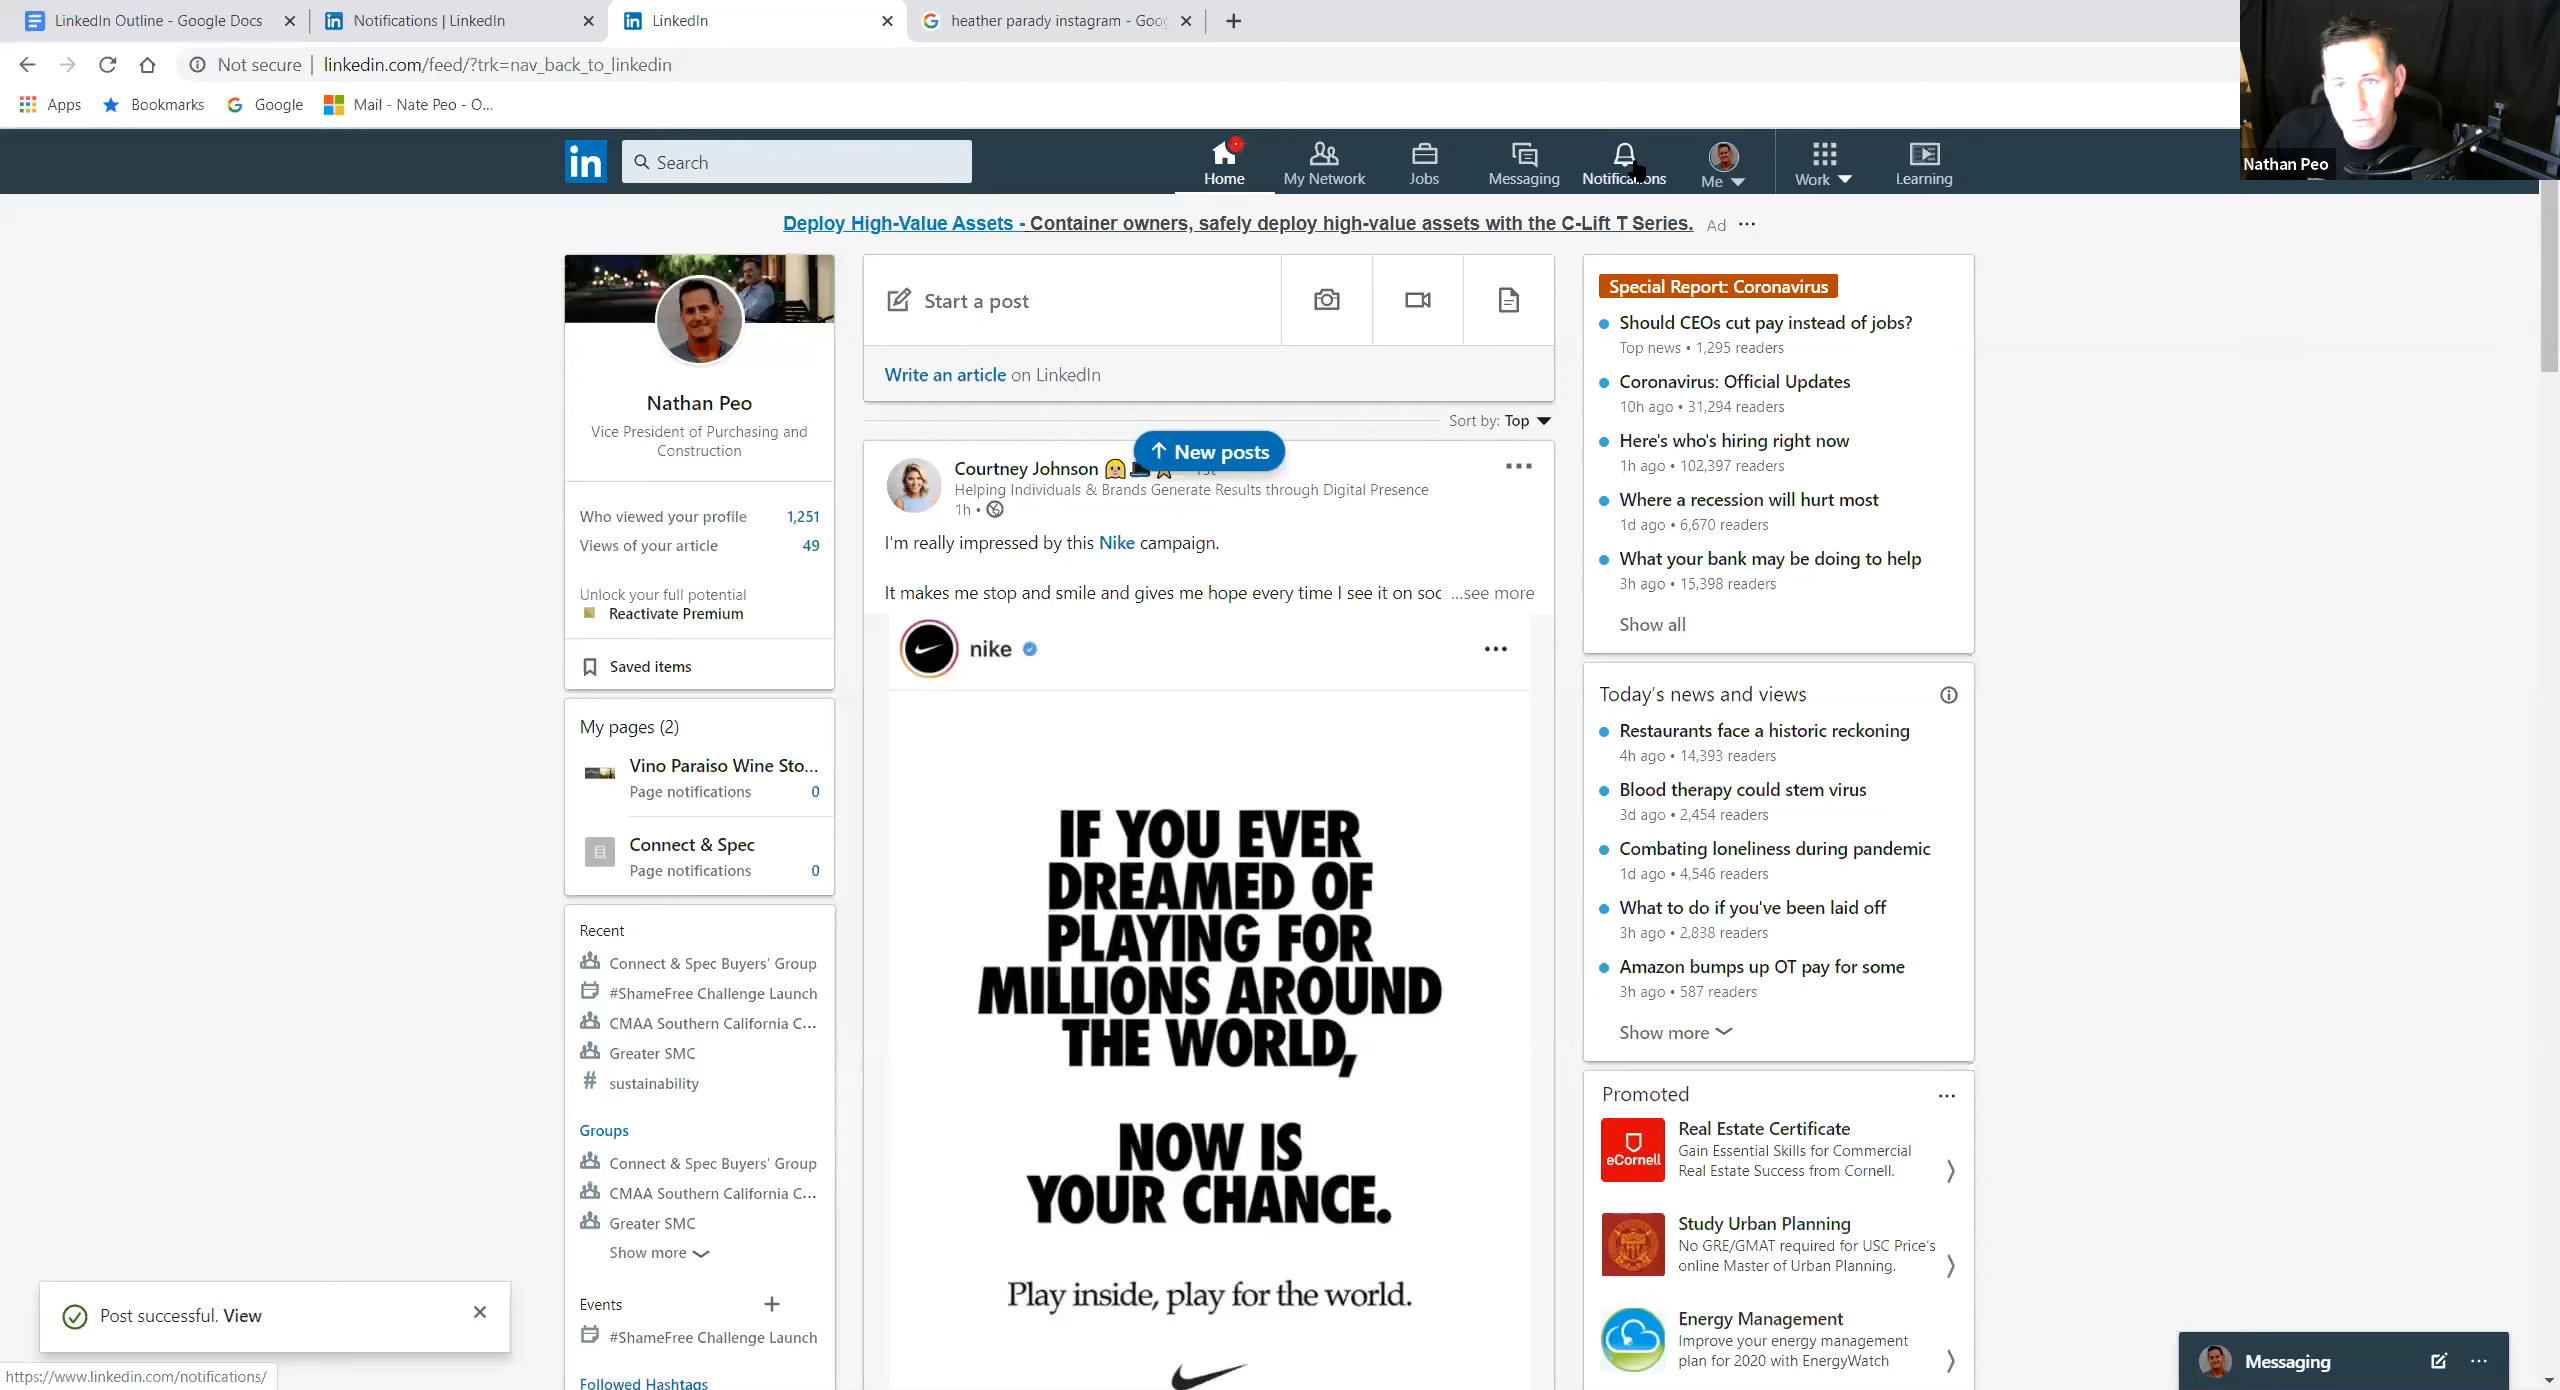 LinkedIn Outline - Google Docs
Notifications | LinkedIn
LinkedIn
heather parady instagram - Goo
Not secure | linkedin.com/feed/?trk=nav_back_to_linkedin
Apps
Bookmarks
Google
Mail - Nate Peo - O...
Nathan Peo
in
Search
Home
My Network
Jobs
Messaging
Notifications
Me
Work
Learning
Deploy High-Value Assets - Container owners, safely deploy high-value assets with the C-Lift T Series. Ad
Nathan Peo
Vice President of Purchasing and
Construction
Who viewed your profile 1,251
Views of your article 49
Unlock your full potential
Reactivate Premium
Saved items
My pages (2)
Vino Paraiso Wine Sto...
Page notifications 0
Connect & Spec
Page notifications 0
Recent
Connect & Spec Buyers' Group
#ShameFree Challenge Launch
CMAA Southern California C...
Greater SMC
# sustainability
Groups
Connect & Spec Buyers' Group
CMAA Southern California C...
Greater SMC
Show more
Events +
#ShameFree Challenge Launch
Followed Hashtags
Start a post
Write an article on LinkedIn
Sort by: Top
New posts
Courtney Johnson
Helping Individuals & Brands Generate Results through Digital Presence
1h •
I'm really impressed by this Nike campaign.
It makes me stop and smile and gives me hope every time I see it on soc ...see more
nike
IF YOU EVER
DREAMED OF
PLAYING FOR
MILLIONS AROUND
THE WORLD,
NOW IS
YOUR CHANCE.
Play inside, play for the world.
Special Report: Coronavirus
Should CEOs cut pay instead of jobs?
Top news • 1,295 readers
Coronavirus: Official Updates
10h ago • 31,294 readers
Here's who's hiring right now
1h ago • 102,397 readers
Where a recession will hurt most
1d ago • 6,670 readers
What your bank may be doing to help
3h ago • 15,398 readers
Show all
Today's news and views
Restaurants face a historic reckoning
4h ago • 14,393 readers
Blood therapy could stem virus
3d ago • 2,454 readers
Combating loneliness during pandemic
1d ago • 4,546 readers
What to do if you've been laid off
3h ago • 2,838 readers
Amazon bumps up OT pay for some
3h ago • 587 readers
Show more
Promoted
eCornell
Real Estate Certificate
Gain Essential Skills for Commercial
Real Estate Success from Cornell.
Study Urban Planning
No GRE/GMAT required for USC Price's
online Master of Urban Planning.
Energy Management
Improve your energy management
plan for 2020 with EnergyWatch
Post successful. View
https://www.linkedin.com/notifications/
Messaging